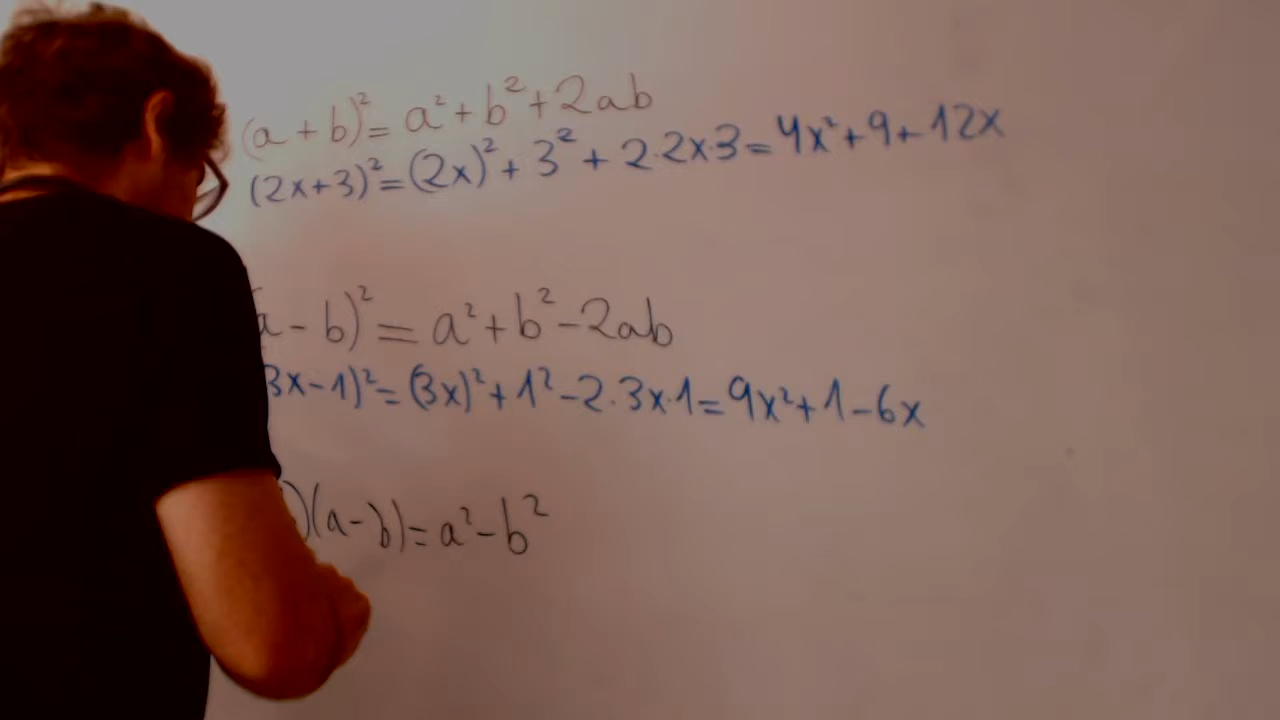 (a + b)² = a² + b² + 2ab
(2x+3)² = (2x)² + 3² + 2·2x·3 = 4x² + 9 + 12x
a - b)² = a² + b² - 2ab
3x-1)² = (3x)² + 1² - 2·3x·1 = 9x² + 1 - 6x
)(a-b) = a² - b²